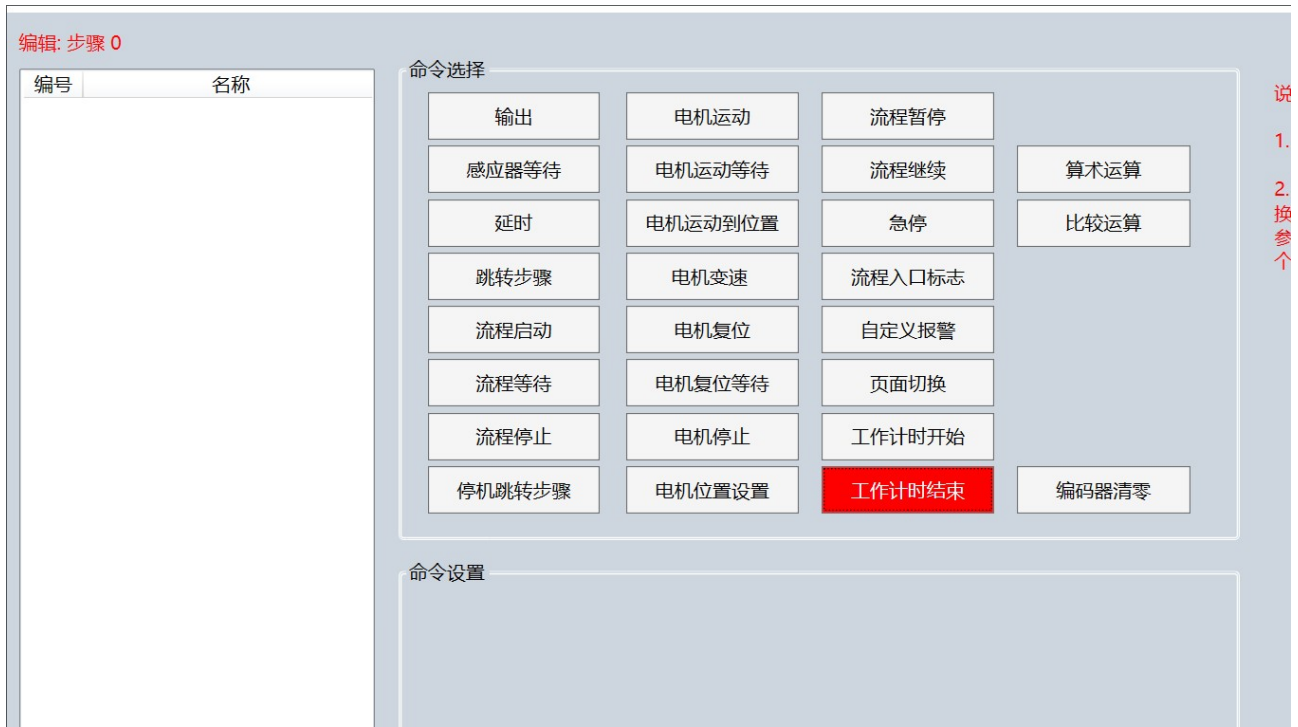 编辑: 步骤 0
编号 名称
命令选择
输出 电机运动 流程暂停
感应器等待 电机运动等待 流程继续 算术运算
延时 电机运动到位置 急停 比较运算
跳转步骤 电机变速 流程入口标志
流程启动 电机复位 自定义报警
流程等待 电机复位等待 页面切换
流程停止 电机停止 工作计时开始
停机跳转步骤 电机位置设置 工作计时结束 编码器清零
命令设置
说
1.
2.
换
参
个